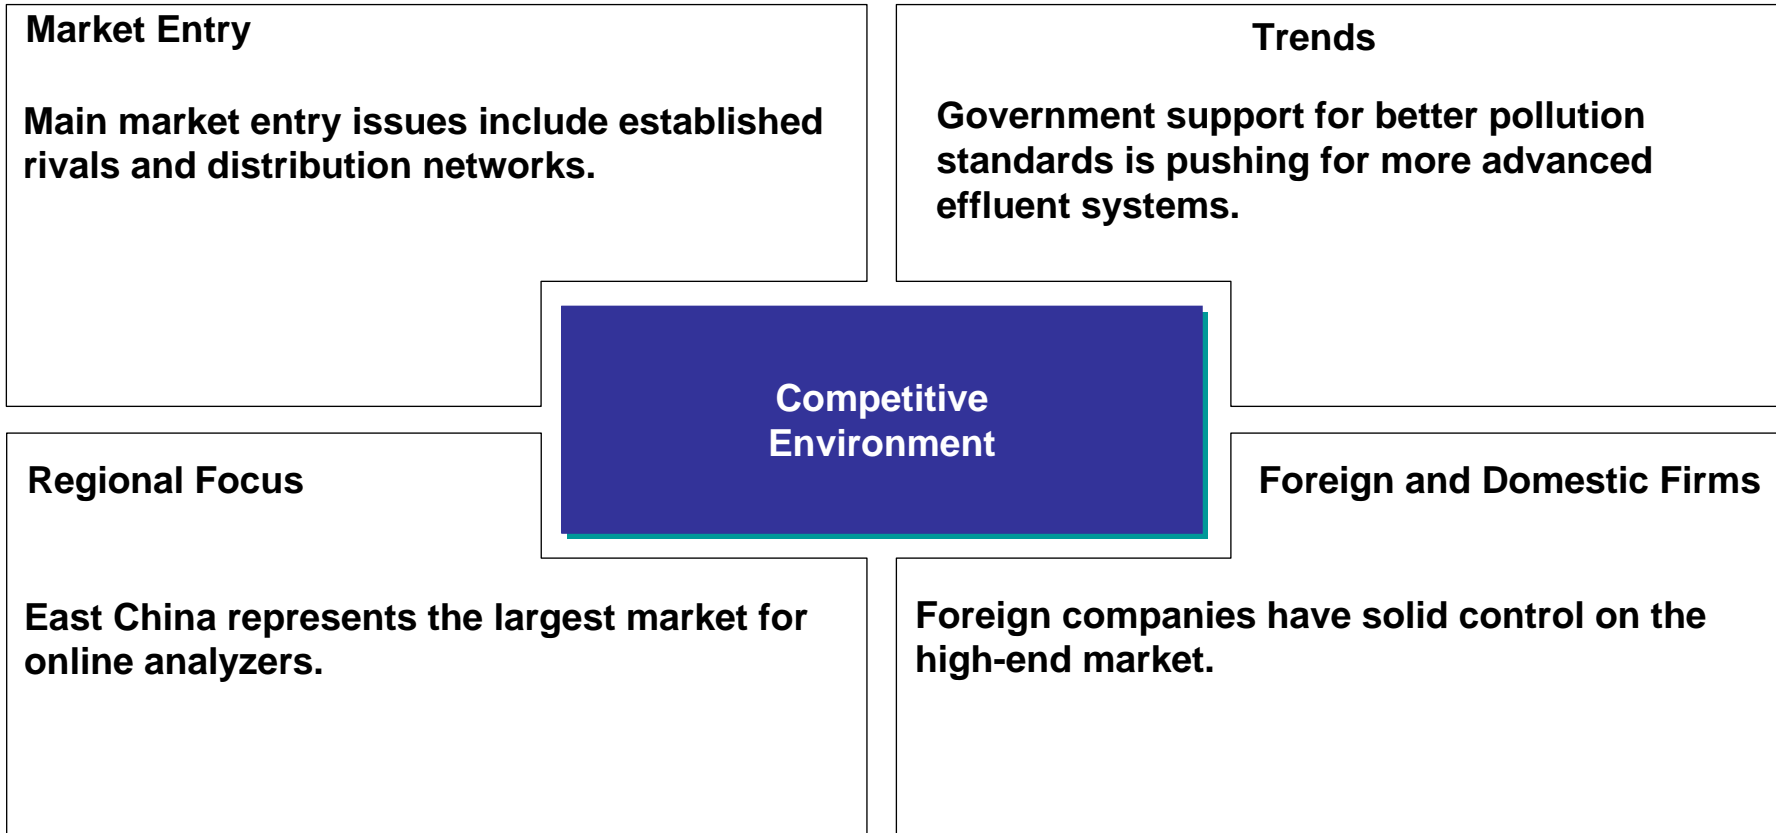 Market Entry
Main market entry issues include established
rivals and distribution networks.
Trends
Government support for better pollution
standards is pushing for more advanced
effluent systems.
Competitive
Environment
Regional Focus
East China represents the largest market for
online analyzers.
Foreign and Domestic Firms
Foreign companies have solid control on the
high-end market.